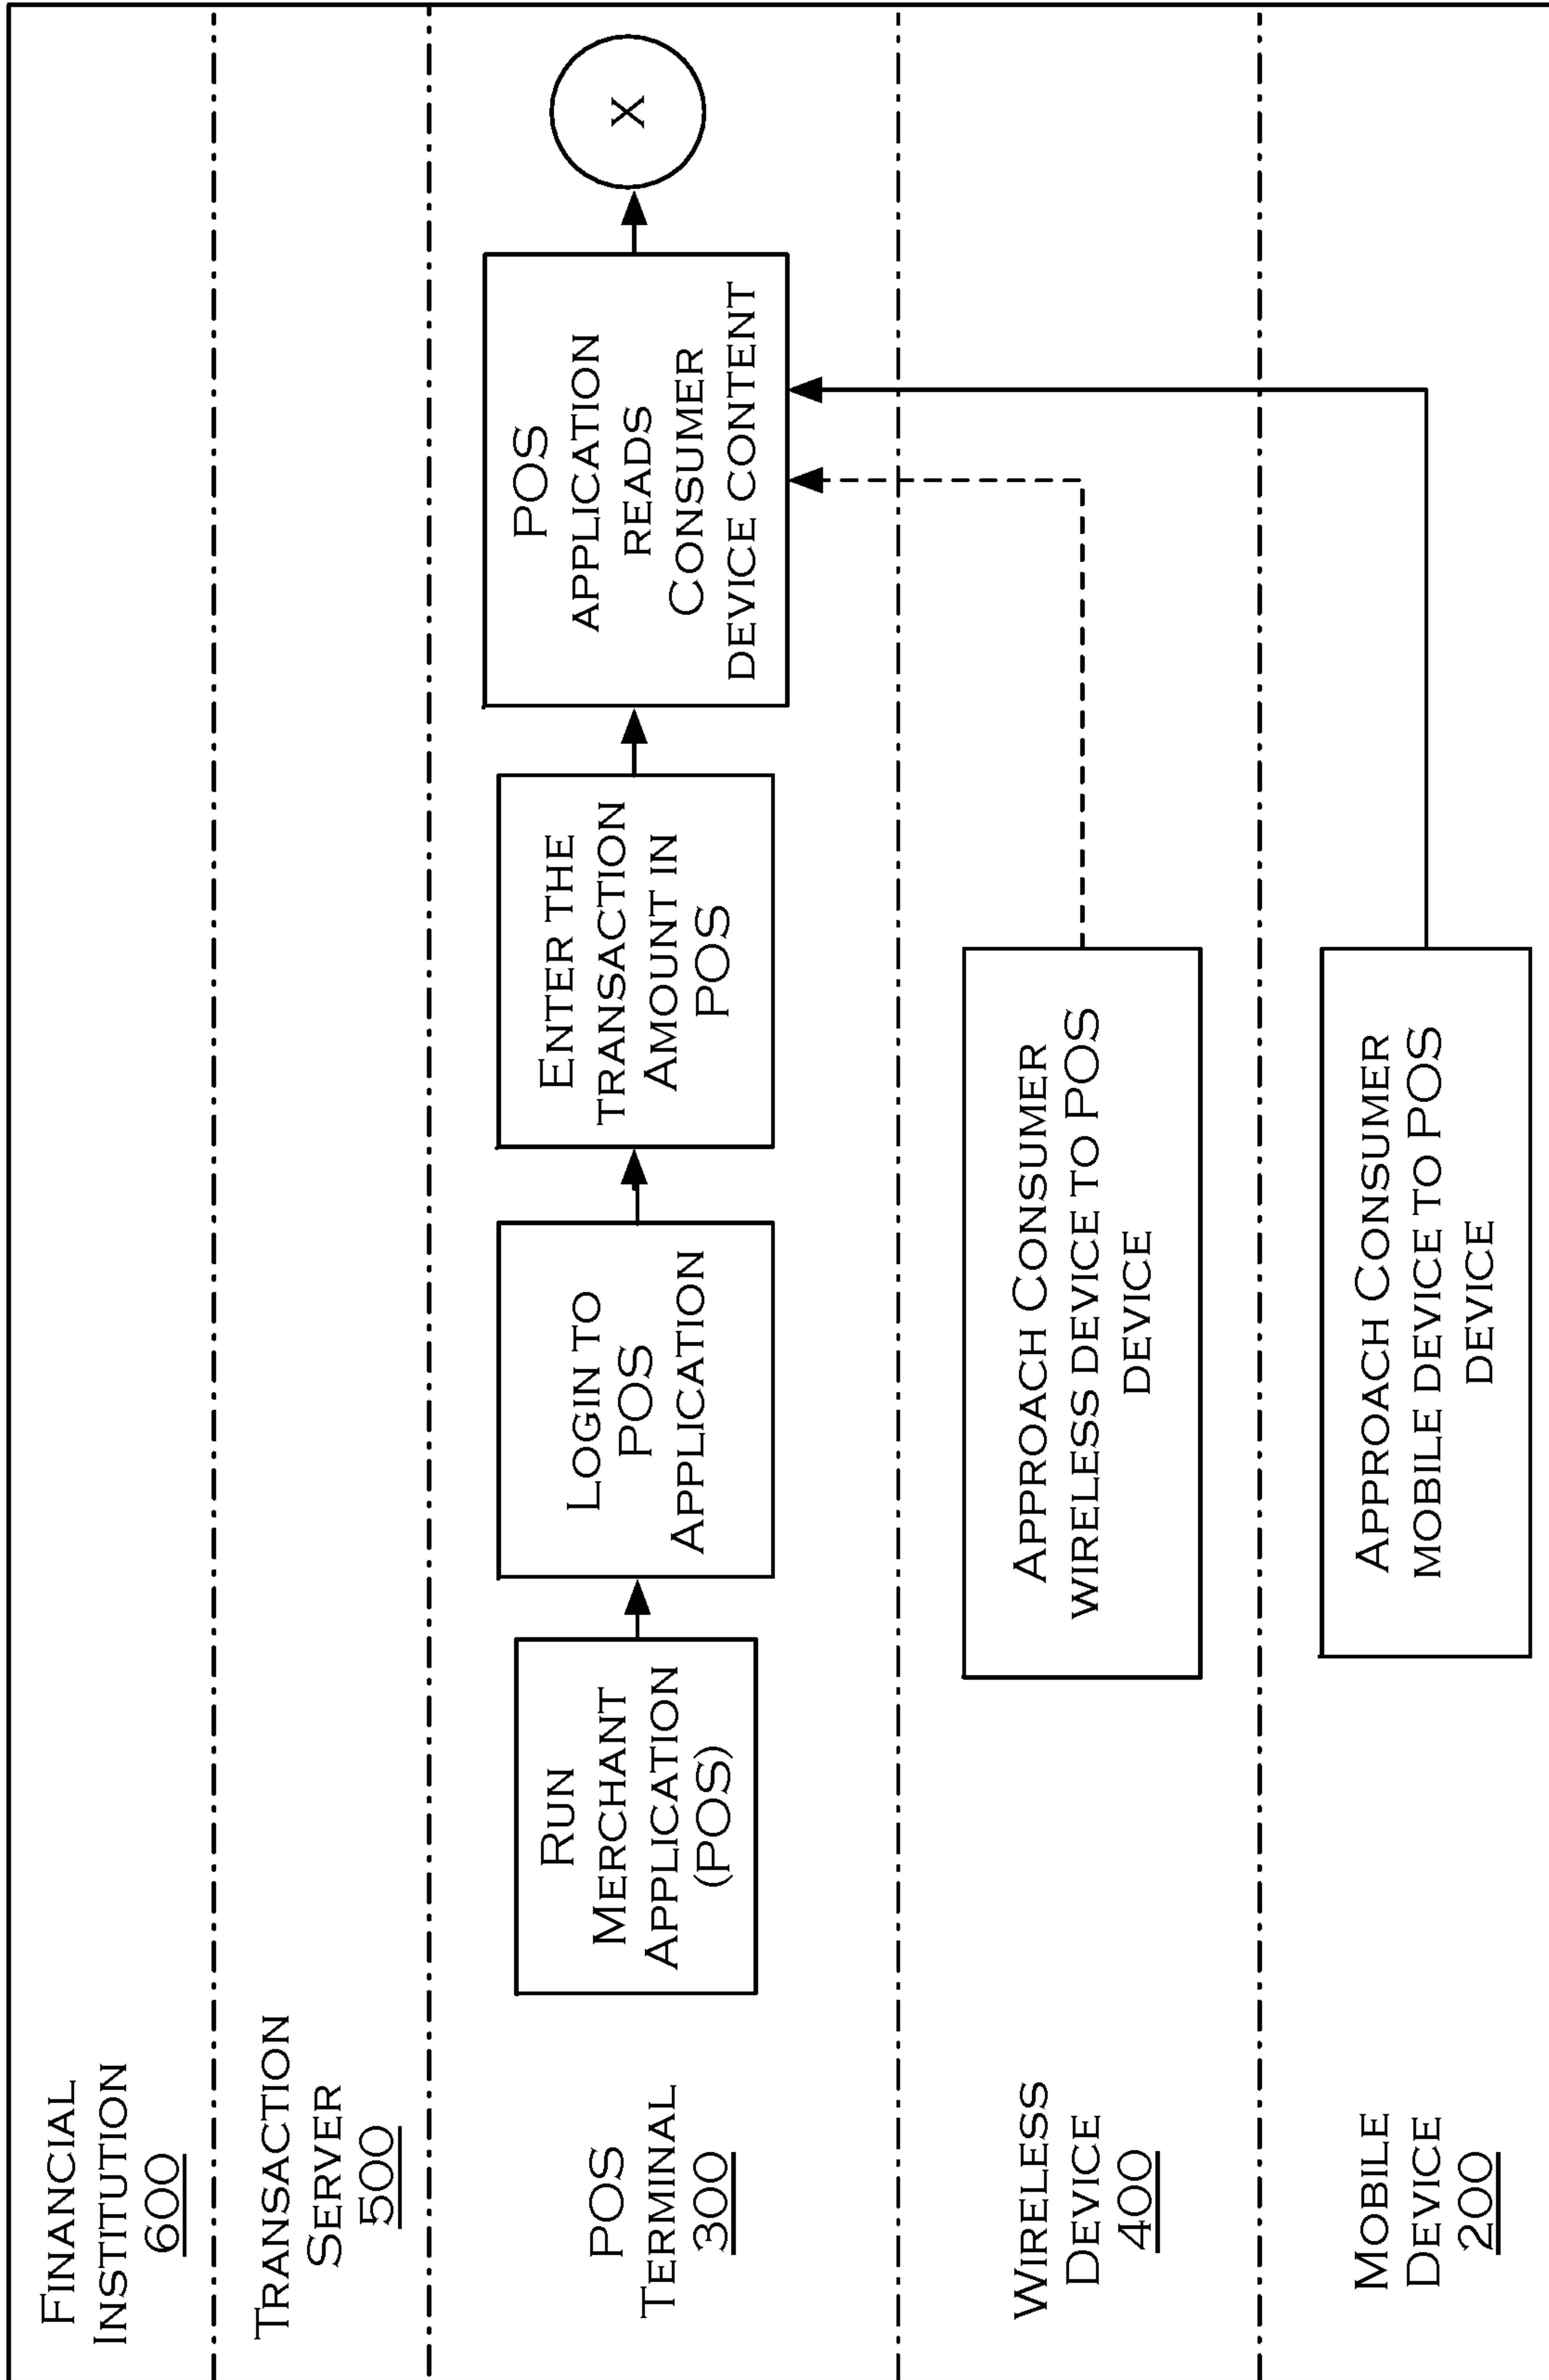 FINANCIAL
INSTITUTION
600
TRANSACTION
SERVER
500
POS
TERMINAL
300
RUN
MERCHANT
APPLICATION
(POS)
LOGIN TO
POS
APPLICATION
ENTER THE
TRANSACTION
AMOUNT IN
POS
POS
APPLICATION
READS
CONSUMER
DEVICE CONTENT
X
WIRELESS
DEVICE
400
APPROACH CONSUMER
WIRELESS DEVICE TO POS
DEVICE
MOBILE
DEVICE
200
APPROACH CONSUMER
MOBILE DEVICE TO POS
DEVICE